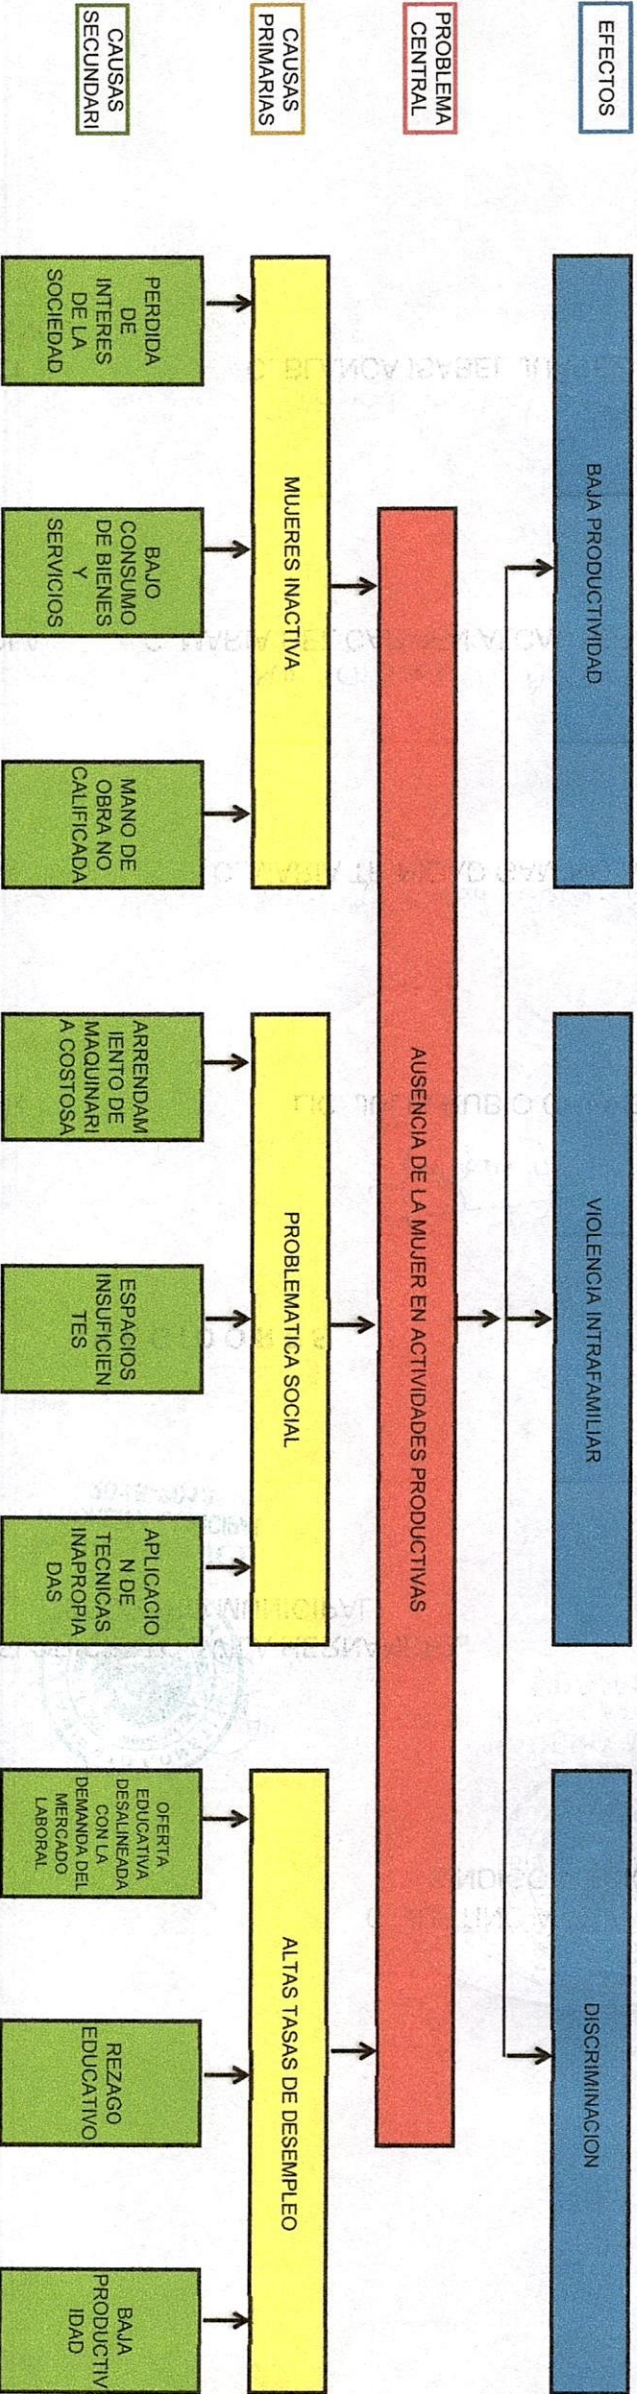 EFECTOS
BAJA PRODUCTIVIDAD
VIOLENCIA INTRAFAMILIAR
DISCRIMINACION
PROBLEMA
CENTRAL
AUSENCIA DE LA MUJER EN ACTIVIDADES PRODUCTIVAS
CAUSAS
PRIMARIAS
MUJERES INACTIVA
PROBLEMATICA SOCIAL
ALTAS TASAS DE DESEMPLEO
CAUSAS
SECUNDARI
PERDIDA
DE
INTERES
DE LA
SOCIEDAD
BAJO
CONSUMO
DE BIENES
Y
SERVICIOS
MANO DE
OBRA NO
CALIFICADA
ARRENDAM
IENTO DE
MAQUINARI
A COSTOSA
ESPACIOS
INSUFICIEN
TES
APLICACIO
N DE
TECNICAS
INAPROPIA
DAS
OFERTA
EDUCATIVA
DESALINEADA
CON LA
DEMANDA DEL
MERCADO
LABORAL
REZAGO
EDUCATIVO
BAJA
PRODUCTIV
IDAD